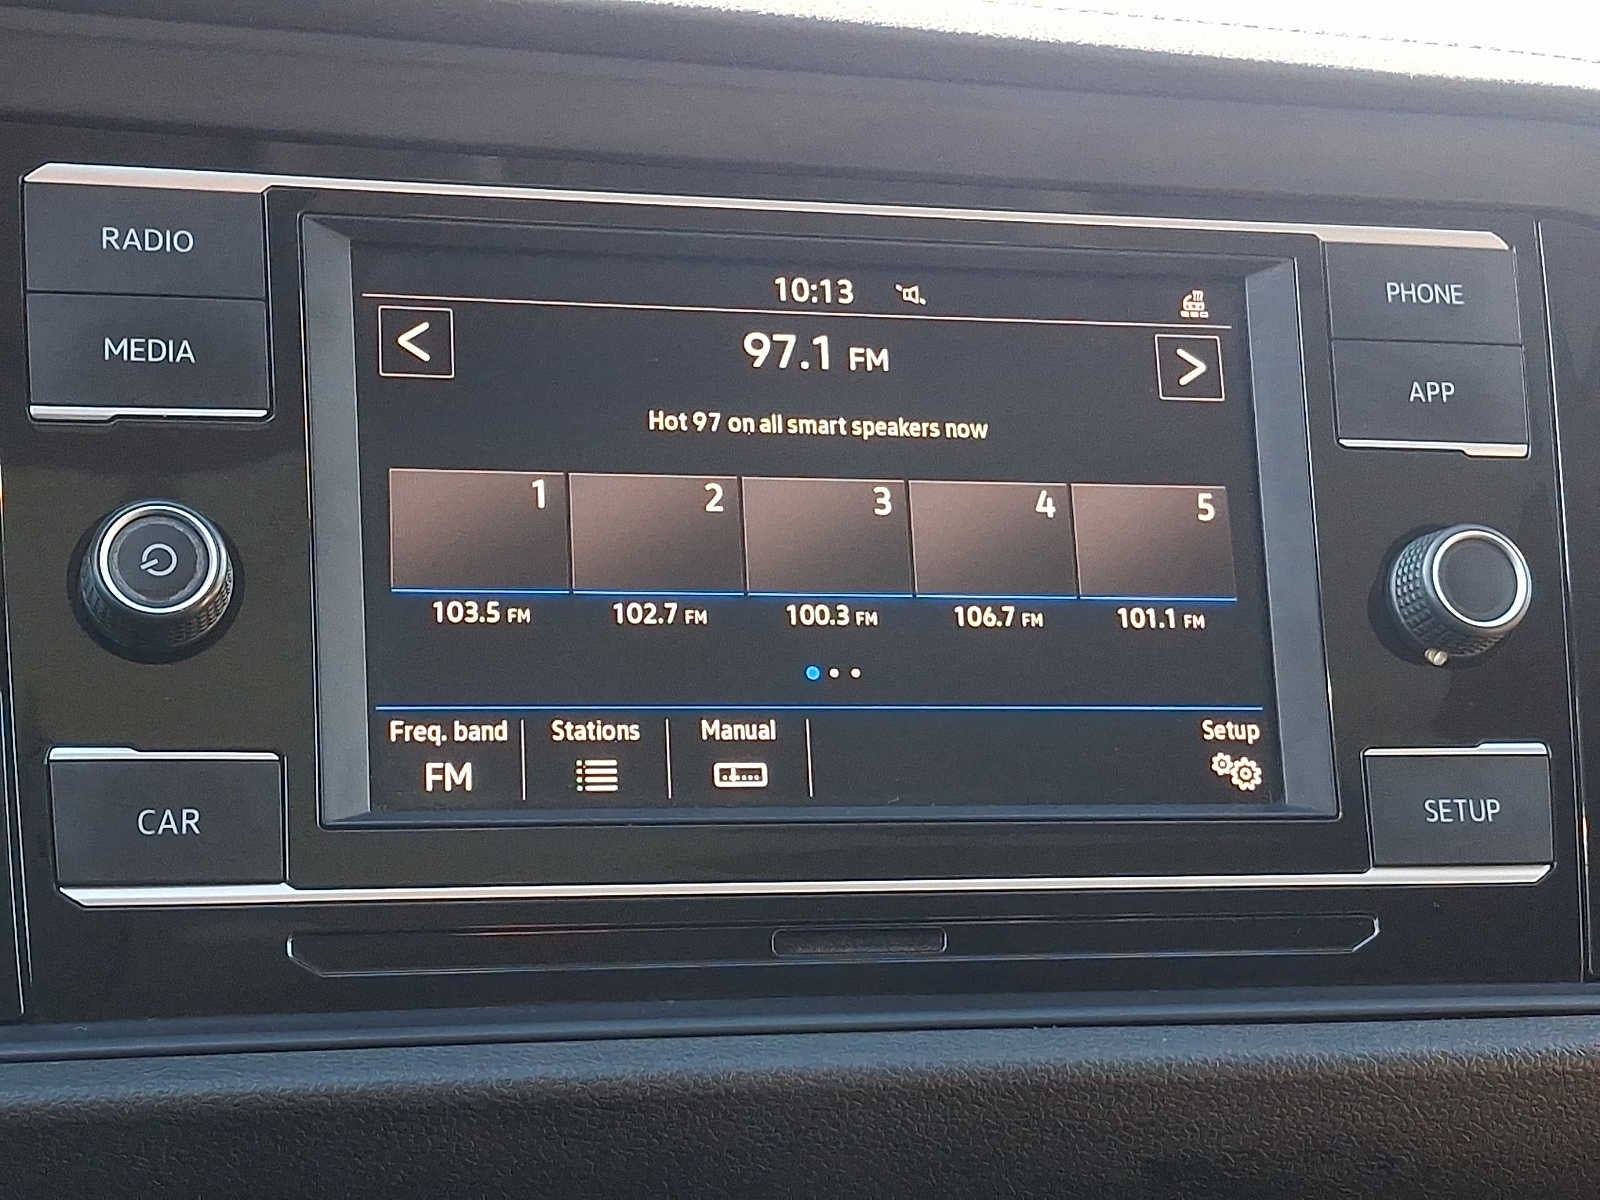 RADIO
MEDIA
PHONE
APP
10:13
<
97.1 FM
>
Hot 97 on all smart speakers now
1 2 3 4 5
103.5 FM 102.7 FM 100.3 FM 106.7 FM 101.1 FM
Freq. band Stations Manual Setup
FM
CAR
SETUP